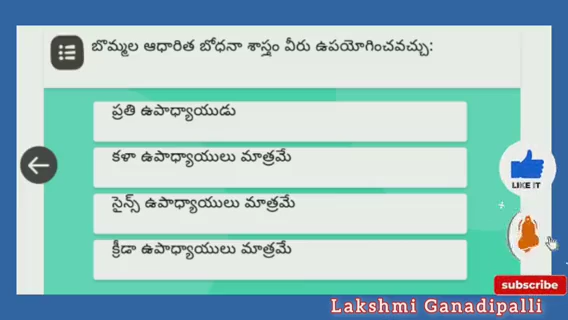 బొమ్మల ఆధారిత బోధనా శాస్త్రం వీరు ఉపయోగించవచ్చు:
ప్రతి ఉపాధ్యాయుడు
కళా ఉపాధ్యాయులు మాత్రమే
సైన్స్ ఉపాధ్యాయులు మాత్రమే
క్రీడా ఉపాధ్యాయులు మాత్రమే
LIKE IT
subscribe
Lakshmi Ganadipalli